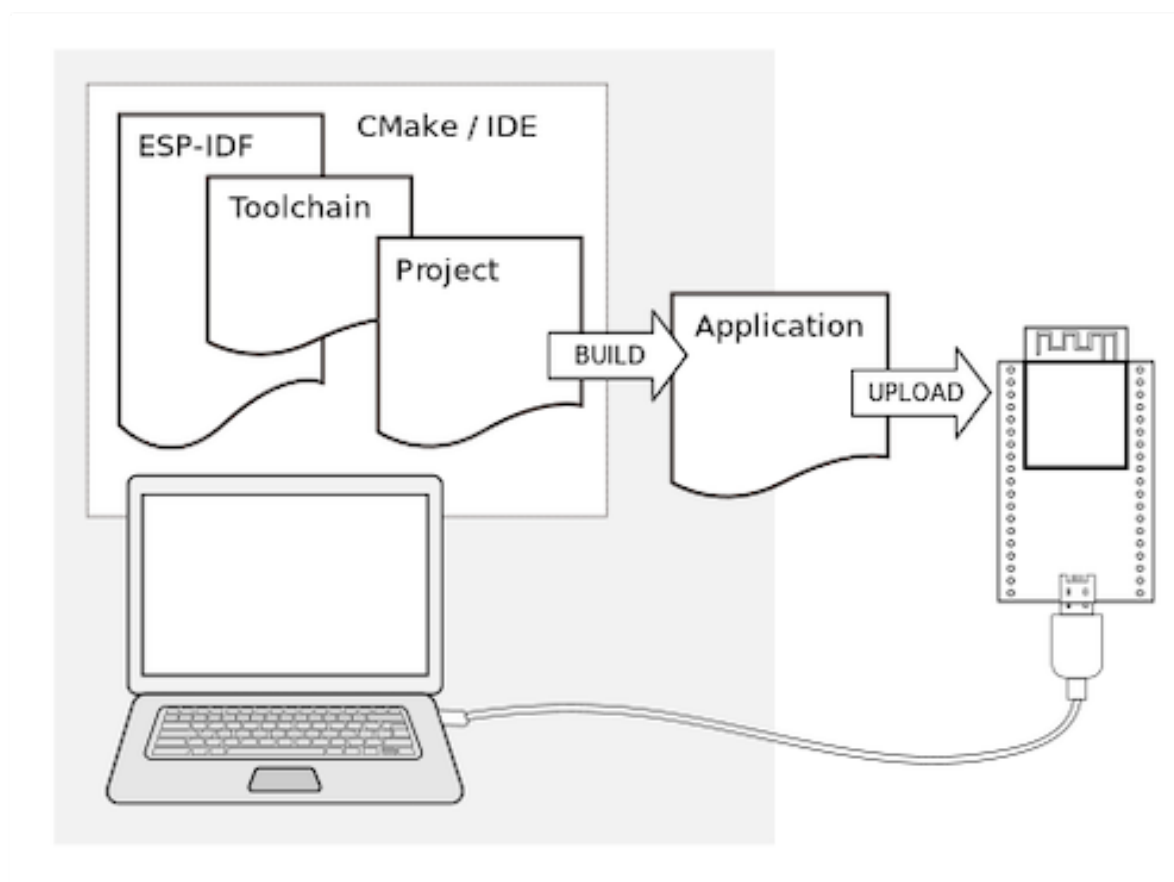 CMake / IDE
ESP-IDF
Toolchain
Project
BUILD
Application
UPLOAD